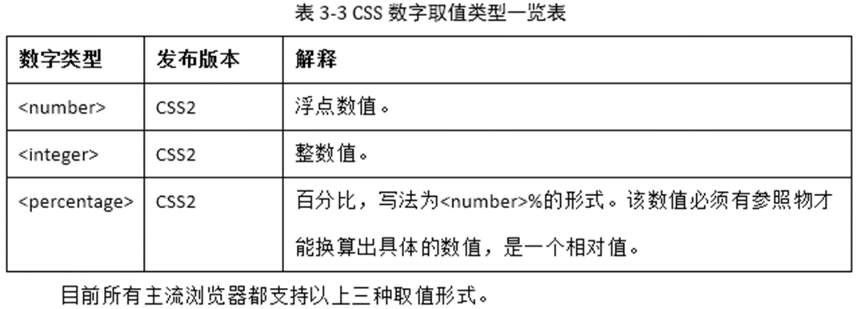 表 3-3 CSS 数字取值类型一览表
数字类型 发布版本 解释
<number> CSS2 浮点数值。
<integer> CSS2 整数值。
<percentage> CSS2 百分比，写法为<number>%的形式。该数值必须有参照物才
能换算出具体的数值，是一个相对值。
目前所有主流浏览器都支持以上三种取值形式。